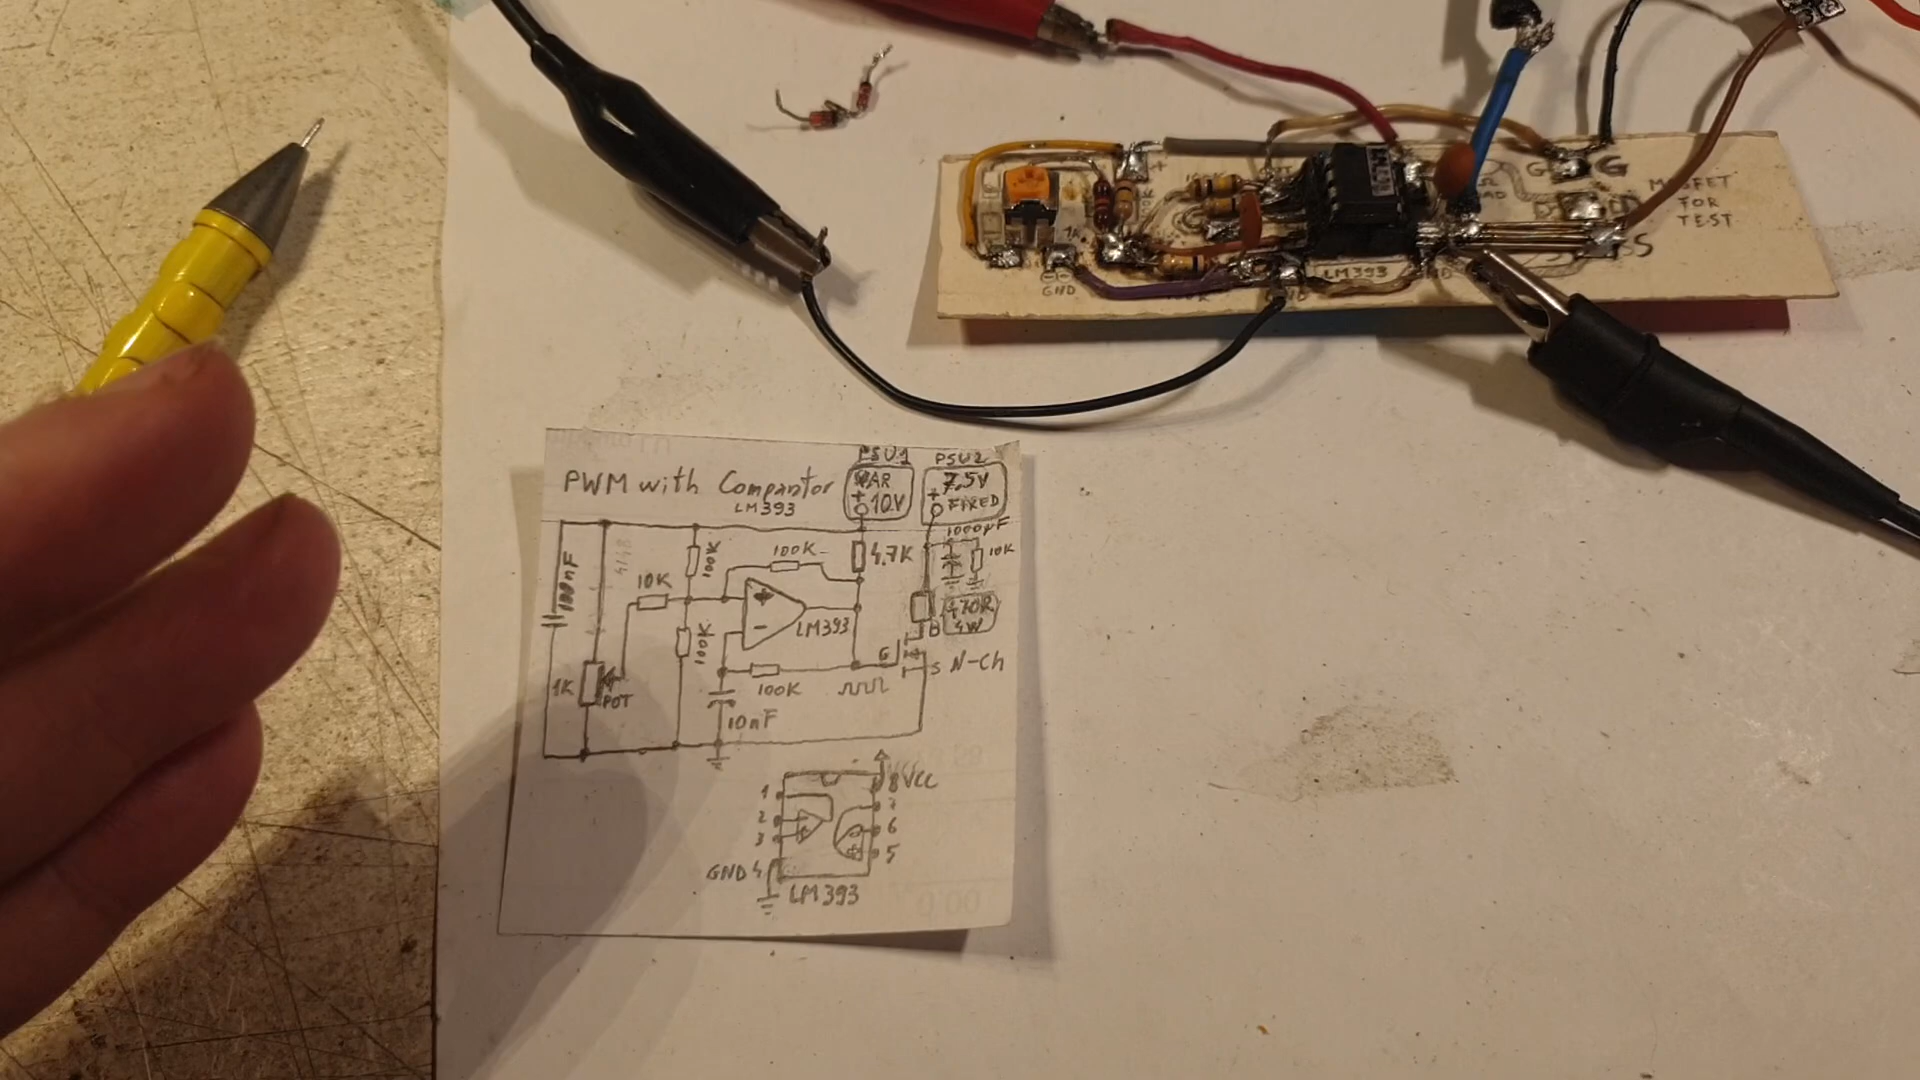 G
G
MOSFET
FOR
TEST
D
S
LM393
GND
GND
PSU1
PSU2
PWM with Compantor
LM393
VAR
+ 10V
7.5V
+ FIXED
1000µF
10K
100nF
4148
10K
100K
100K
4.7K
+
-
LM393
470R
4W
D
G
S
N-Ch
1K
POT
100K
100K
10nF
1
2
3
GND 4
8 VCC
7
6
5
LM393